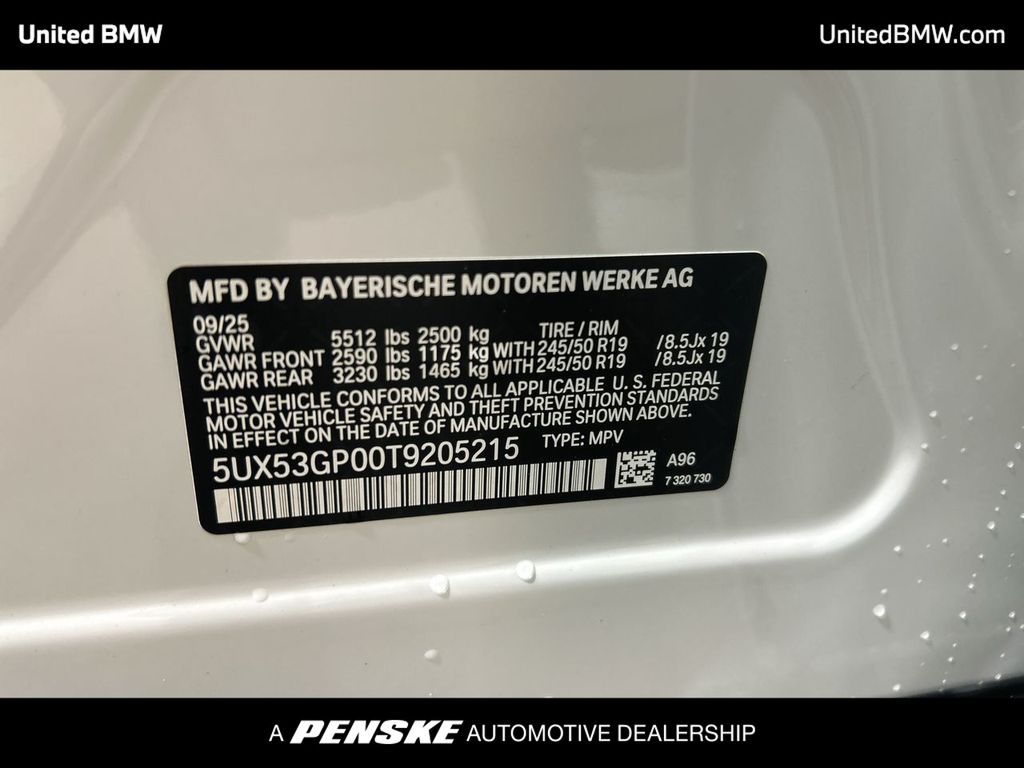 United BMW
UnitedBMW.com
MFD BY BAYERISCHE MOTOREN WERKE AG
09/25 TIRE / RIM
GVWR 5512 lbs 2500 kg
GAWR FRONT 2590 lbs 1175 kg WITH 245/50 R19 /8.5Jx 19
GAWR REAR 3230 lbs 1465 kg WITH 245/50 R19 /8.5Jx 19
THIS VEHICLE CONFORMS TO ALL APPLICABLE U. S. FEDERAL
MOTOR VEHICLE SAFETY AND THEFT PREVENTION STANDARDS
IN EFFECT ON THE DATE OF MANUFACTURE SHOWN ABOVE.
5UX53GP00T9205215 TYPE: MPV
A96
7 320 730
A PENSKE AUTOMOTIVE DEALERSHIP